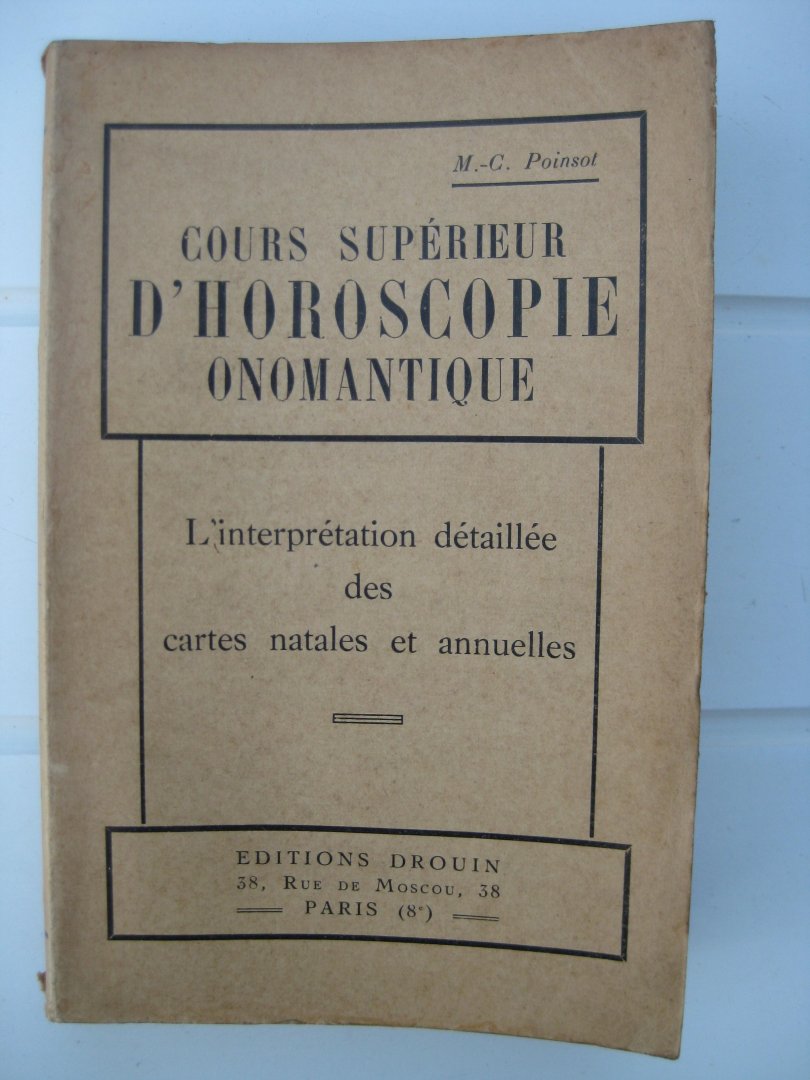 M.-C. Poinsot
COURS SUPÉRIEUR
D'HOROSCOPIE
ONOMANTIQUE
L'interprétation détaillée
des
cartes natales et annuelles
EDITIONS DROUIN
38, RUE DE MOSCOU, 38
PARIS (8e)